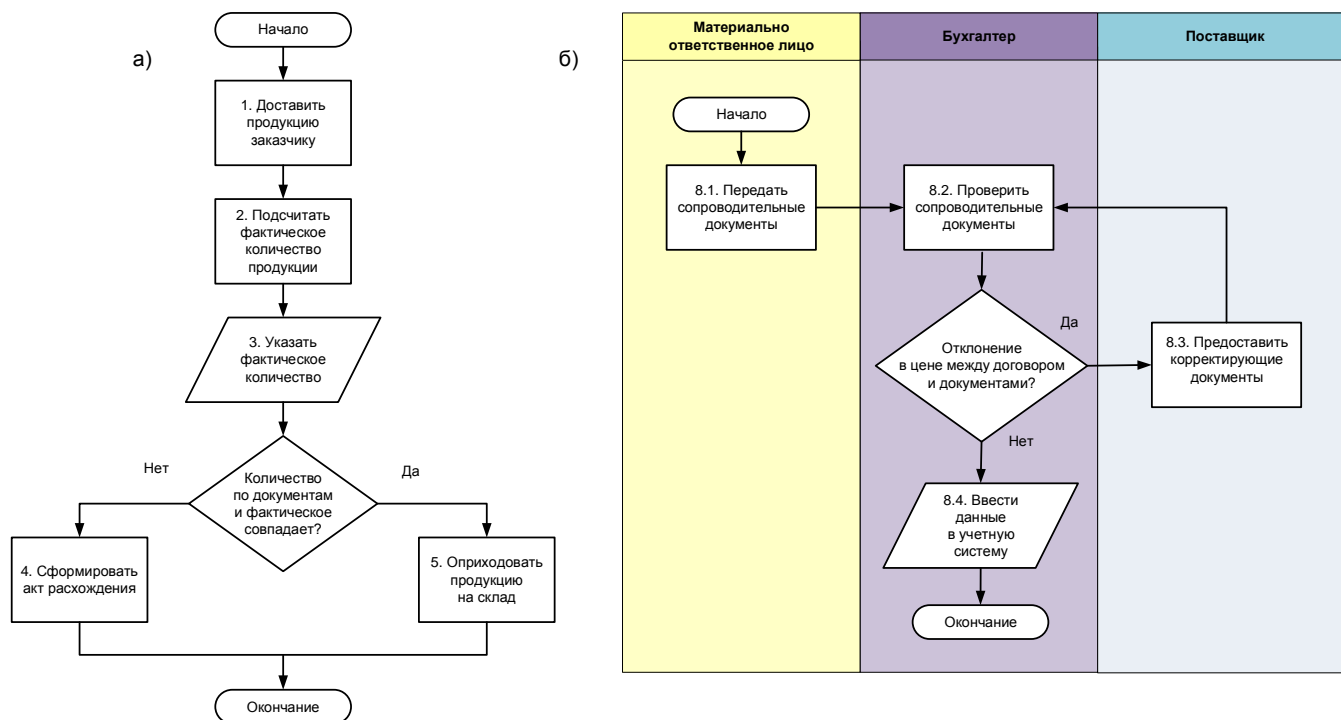 а)
Начало
1. Доставить
продукцию
заказчику
2. Подсчитать
фактическое
количество
продукции
3. Указать
фактическое
количество
Нет
Количество
по документам
и фактическое
совпадает?
Да
4. Сформировать
акт расхождения
5. Оприходовать
продукцию
на склад
Окончание
б)
Материально
ответственное лицо
Бухгалтер
Поставщик
Начало
8.1. Передать
сопроводительные
документы
8.2. Проверить
сопроводительные
документы
Да
Отклонение
в цене между договором
и документами?
8.3. Предоставить
корректирующие
документы
Нет
8.4. Ввести
данные
в учетную
систему
Окончание